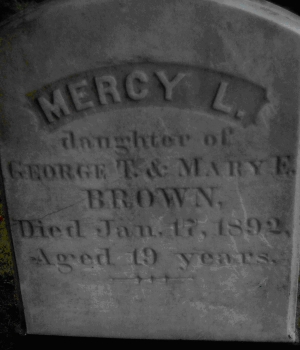 MERCY L.
daughter of
GEORGE T. & MARY E.
BROWN,
Died Jan. 17, 1892,
Aged 19 years.